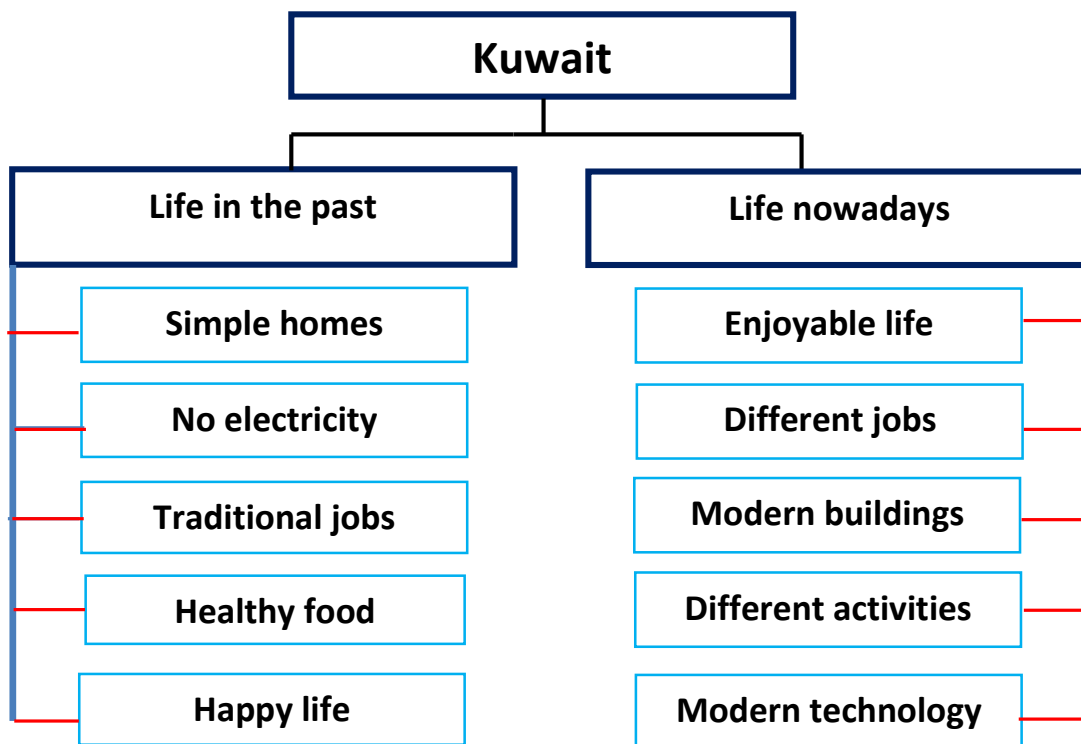 Kuwait
Life in the past
Simple homes
No electricity
Traditional jobs
Healthy food
Happy life
Life nowadays
Enjoyable life
Different jobs
Modern buildings
Different activities
Modern technology